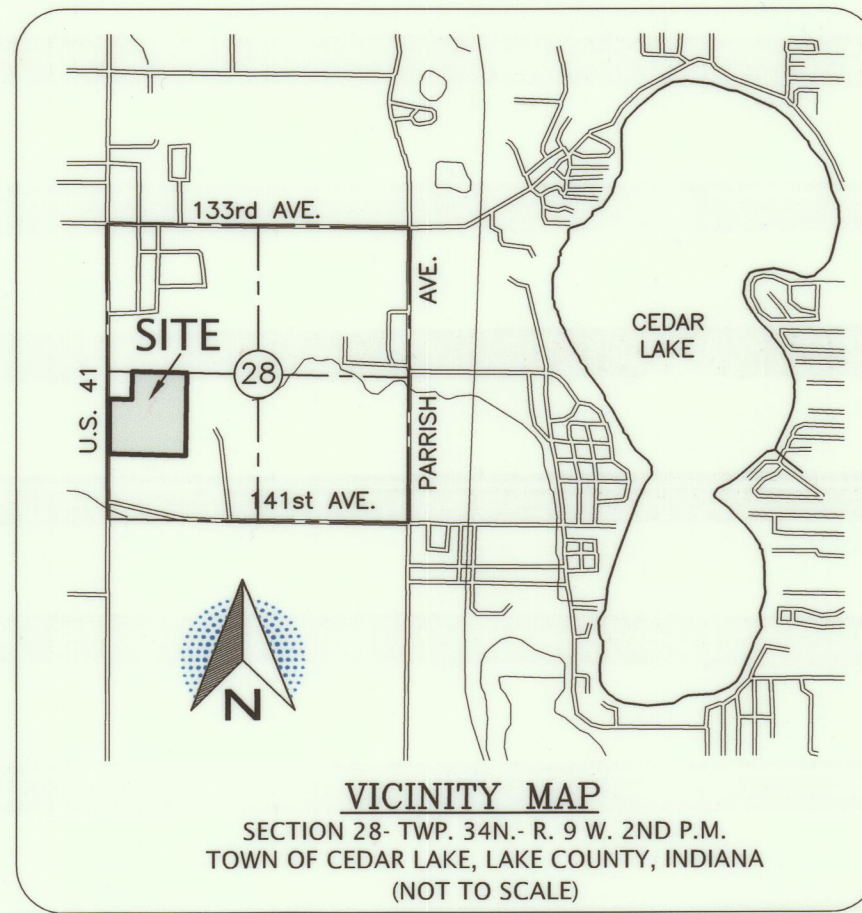 133rd AVE.
AVE.
SITE
CEDAR
LAKE
28
U.S. 41
PARRISH
141st AVE.
N
VICINITY MAP
SECTION 28- TWP. 34N.- R. 9 W. 2ND P.M.
TOWN OF CEDAR LAKE, LAKE COUNTY, INDIANA
(NOT TO SCALE)